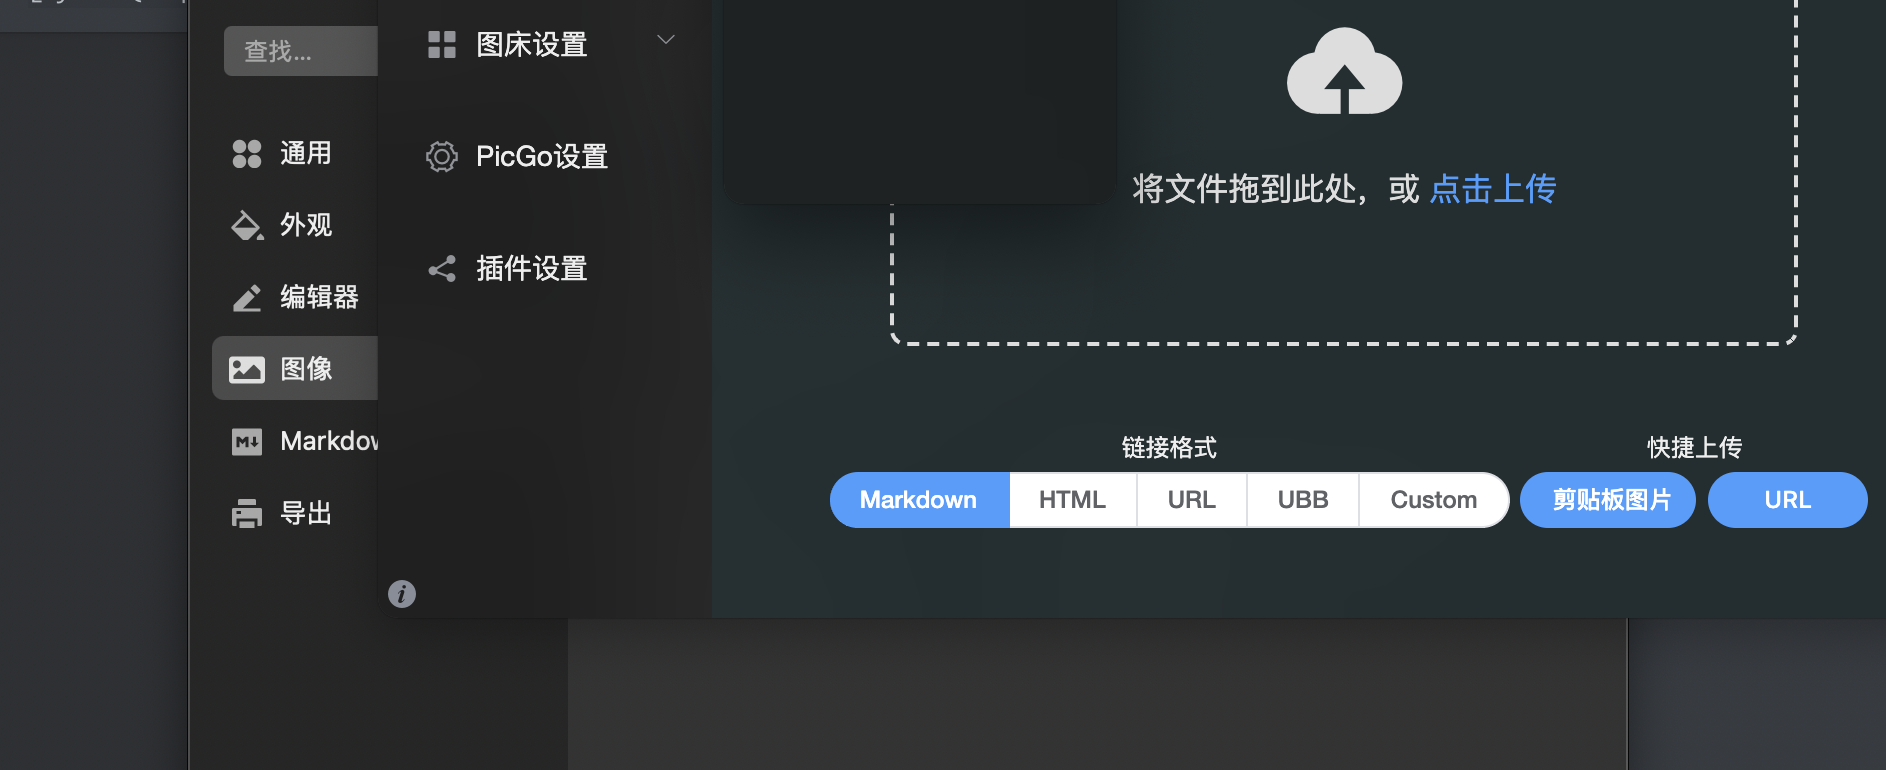 查找...
通用
外观
编辑器
图像
导出
图床设置
PicGo设置
插件设置
将文件拖到此处，或 点击上传
链接格式
Markdown
HTML
URL
UBB
Custom
快捷上传
剪贴板图片
URL